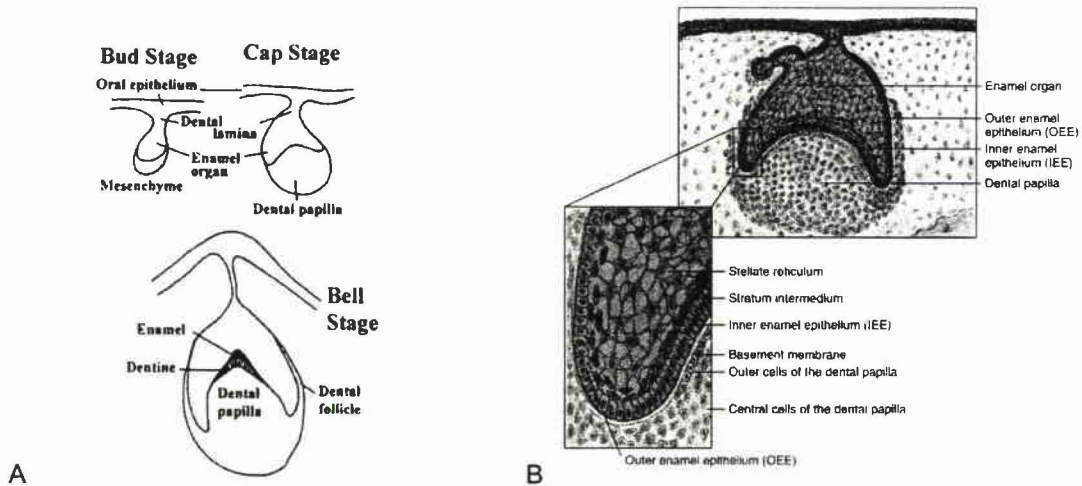 Bud Stage
Cap Stage
Oral epithelium
Dental
lamina
Enamel
organ
Mesenchyme
Dental papilla
Bell
Stage
Enamel
Dentine
Dental
papilla
Dental
follicle
A
Enamel organ
Outer enamel
epithelium (OEE)
Inner enamel
epithelium (IEE)
Dental papilla
Stellate reticulum
Stratum intermedium
Inner enamel epithelium (IEE)
Basement membrane
Outer cells of the dental papilla
Central cells of the dental papilla
Outer enamel epithelium (OEE)
B